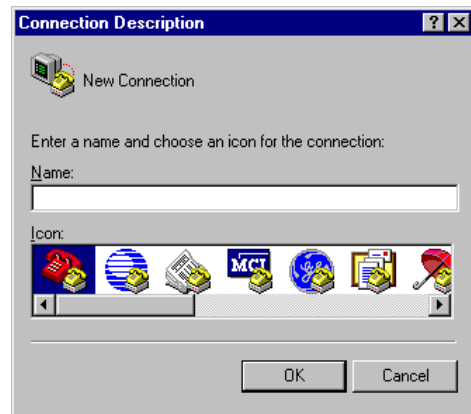 Connection Description
New Connection
Enter a name and choose an icon for the connection:
Name:
Icon:
MCI
OK
Cancel